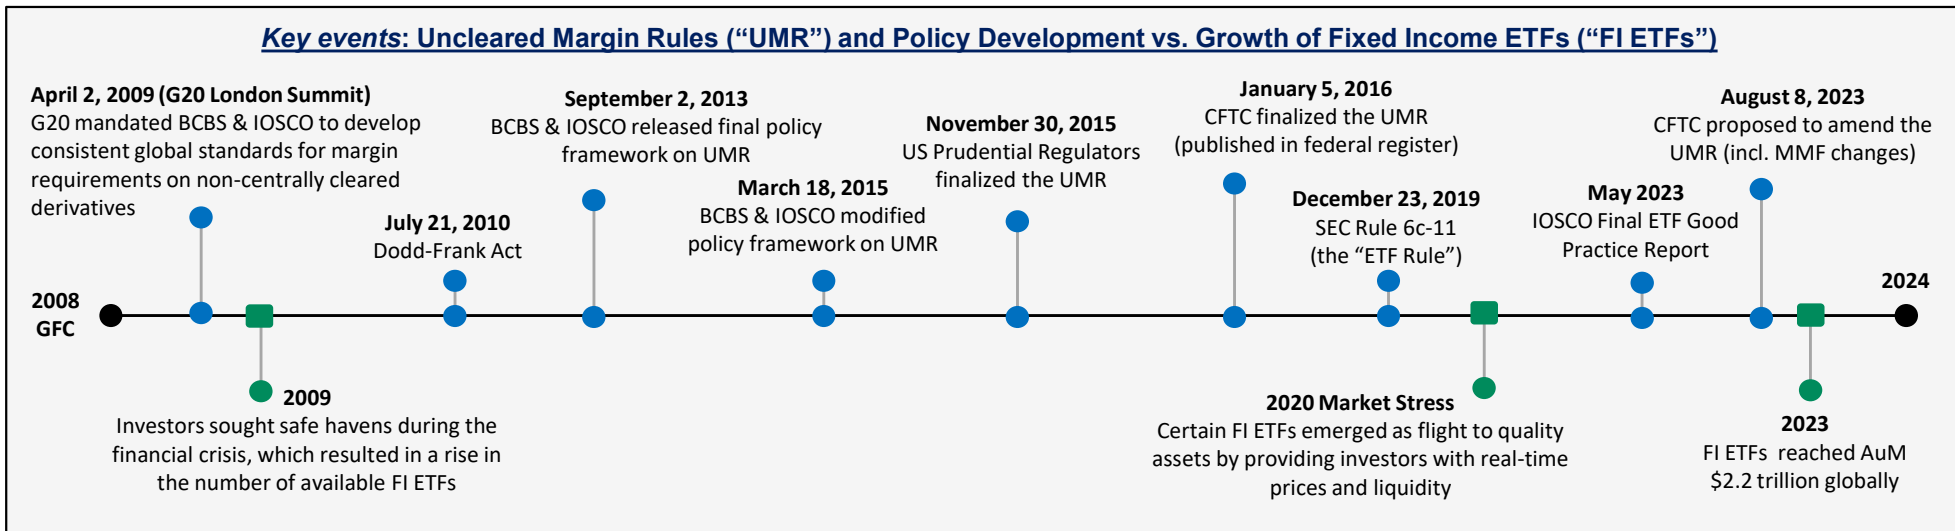 Key events: Uncleared Margin Rules (“UMR”) and Policy Development vs. Growth of Fixed Income ETFs (“FI ETFs”)
April 2, 2009 (G20 London Summit)
G20 mandated BCBS & IOSCO to develop
consistent global standards for margin
requirements on non-centrally cleared
derivatives
July 21, 2010
Dodd-Frank Act
September 2, 2013
BCBS & IOSCO released final policy
framework on UMR
March 18, 2015
BCBS & IOSCO modified
policy framework on UMR
November 30, 2015
US Prudential Regulators
finalized the UMR
January 5, 2016
CFTC finalized the UMR
(published in federal register)
December 23, 2019
SEC Rule 6c-11
(the “ETF Rule”)
May 2023
IOSCO Final ETF Good
Practice Report
August 8, 2023
CFTC proposed to amend the
UMR (incl. MMF changes)
2008
GFC
2024
2009
Investors sought safe havens during the
financial crisis, which resulted in a rise in
the number of available FI ETFs
2020 Market Stress
Certain FI ETFs emerged as flight to quality
assets by providing investors with real-time
prices and liquidity
2023
FI ETFs reached AuM
$2.2 trillion globally